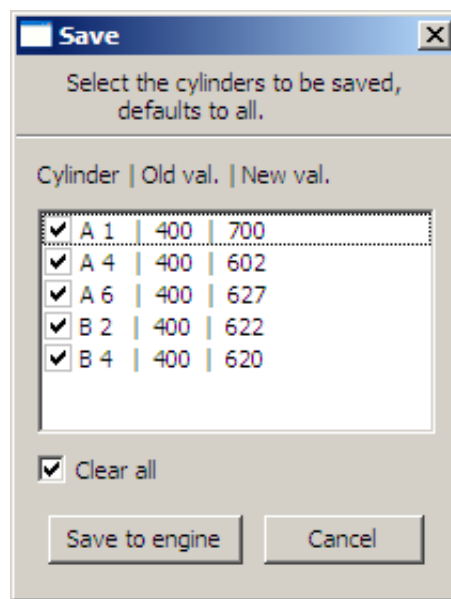 Save
Select the cylinders to be saved,
defaults to all.
Cylinder | Old val. | New val.
A 1 | 400 | 700
A 4 | 400 | 602
A 6 | 400 | 627
B 2 | 400 | 622
B 4 | 400 | 620
Clear all
Save to engine Cancel